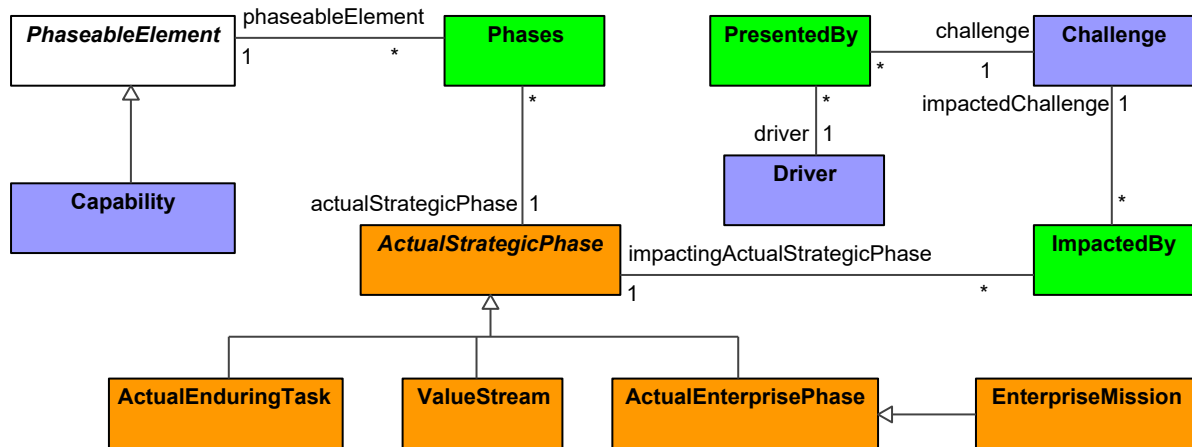 phaseableElement
PhaseableElement
1
*
Phases
PresentedBy
challenge
*
1
Challenge
*
*
impactedChallenge
1
driver
1
Capability
Driver
actualStrategicPhase
1
*
ActualStrategicPhase
impactingActualStrategicPhase
1
*
ImpactedBy
ActualEnduringTask
ValueStream
ActualEnterprisePhase
EnterpriseMission